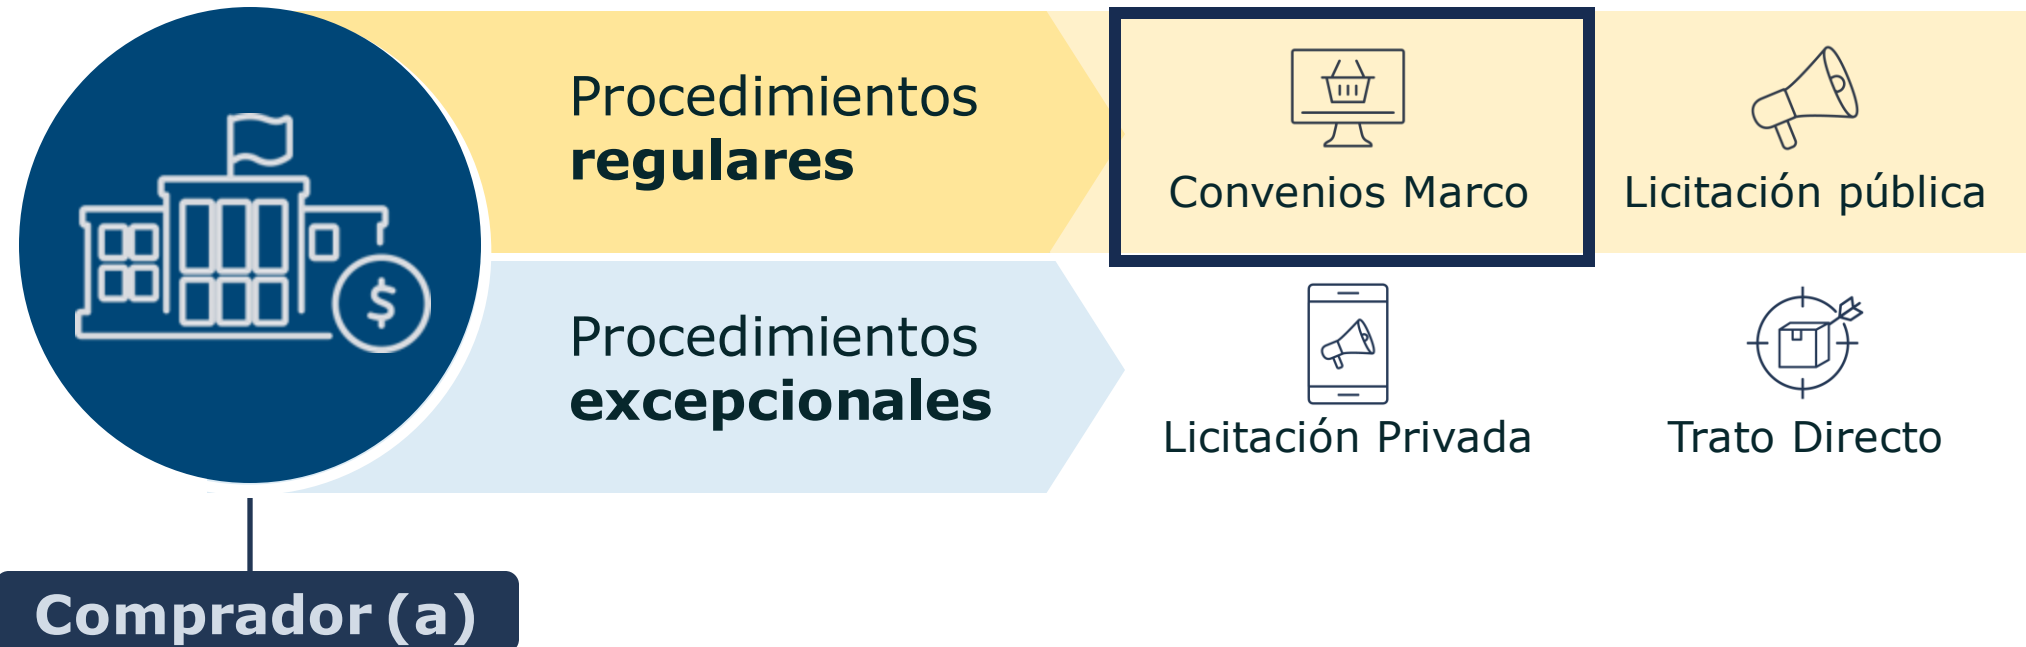 Procedimientos
regulares
Convenios Marco
Licitación pública
Procedimientos
excepcionales
Licitación Privada
Trato Directo
$
Comprador (a)